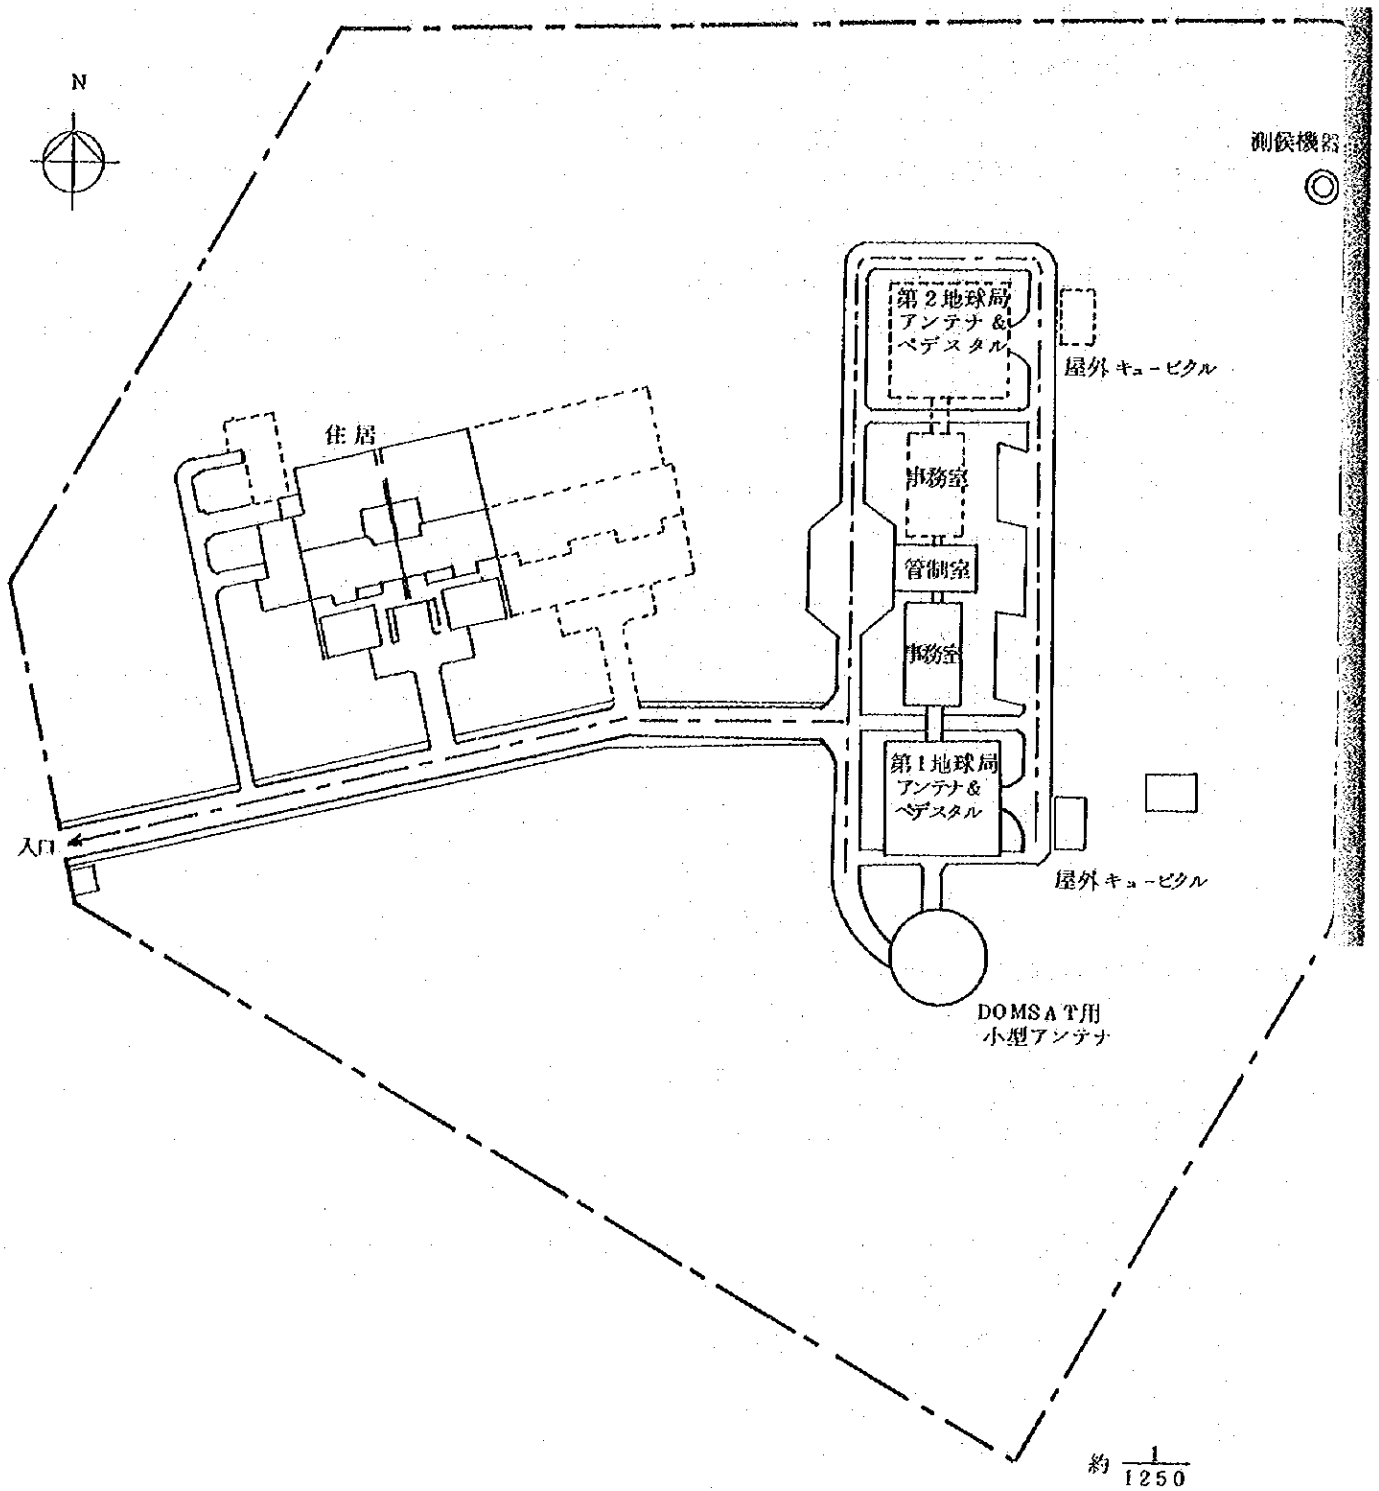 N
測候機器
第2地球局
アンテナ&
ペデスタル
屋外キュービクル
住居
事務室
管制室
事務室
第1地球局
アンテナ&
ペデスタル
入口
屋外キュービクル
DOMSAT用
小型アンテナ
約 1/1250